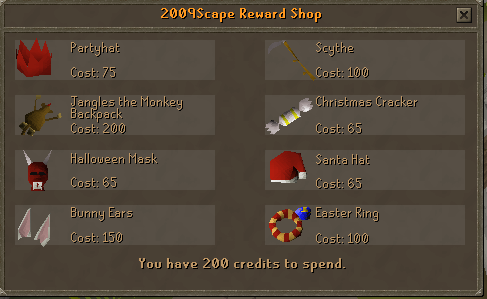 2009Scape Reward Shop
Partyhat
Cost: 75
Scythe
Cost: 100
Jangles the Monkey
Backpack
Cost: 200
Christmas Cracker
Cost: 65
Halloween Mask
Cost: 65
Santa Hat
Cost: 65
Bunny Ears
Cost: 150
Easter Ring
Cost: 100
You have 200 credits to spend.